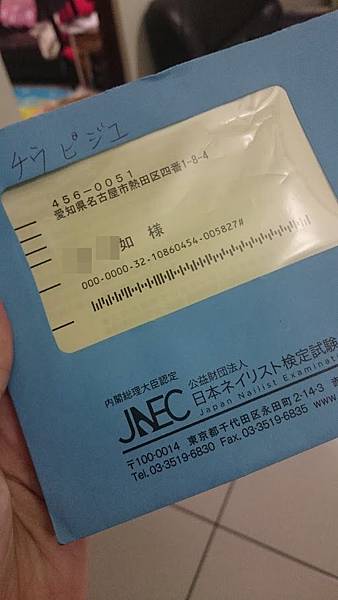 チウ ピジユ
456-0051
愛知県名古屋市熱田区四番1-8-4
如 様
000-0000-32-10860454-005827#
内閣総理大臣認定
公益財団法人
JNEC 日本ネイリスト検定試験
Japan Nailist Examinati
〒100-0014 東京都千代田区永田町2-14-3
Tel.03-3519-6830 Fax.03-3519-6835 www.